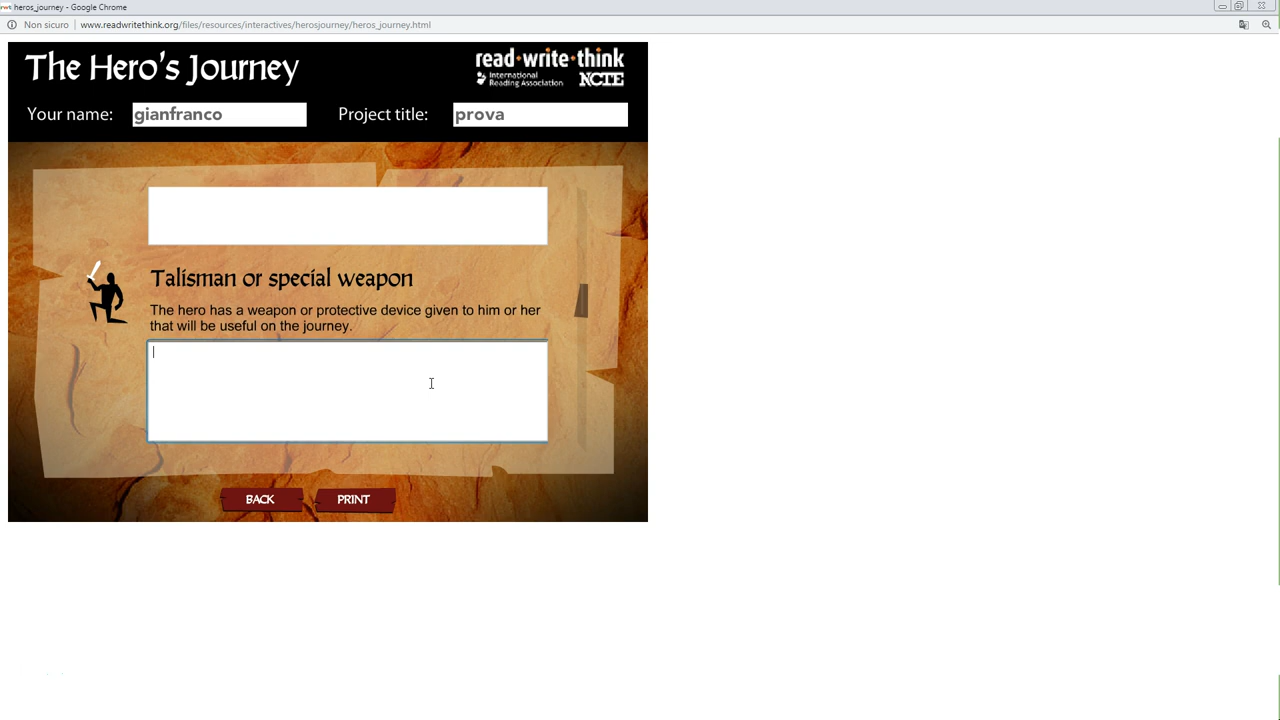 heros_journey - Google Chrome
Non sicuro www.readwritethink.org/files/resources/interactives/herosjourney/heros_journey.html
The Hero's Journey
read·write·think
International
Reading Association
NCTE
Your name: gianfranco Project title: prova
Talisman or special weapon
The hero has a weapon or protective device given to him or her
that will be useful on the journey.
BACK PRINT